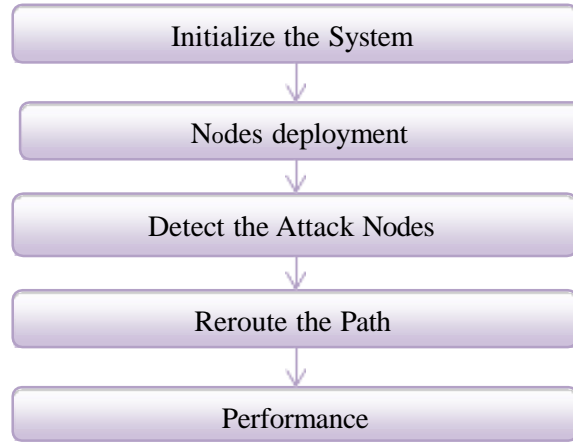 Initialize the System
Nodes deployment
Detect the Attack Nodes
Reroute the Path
Performance